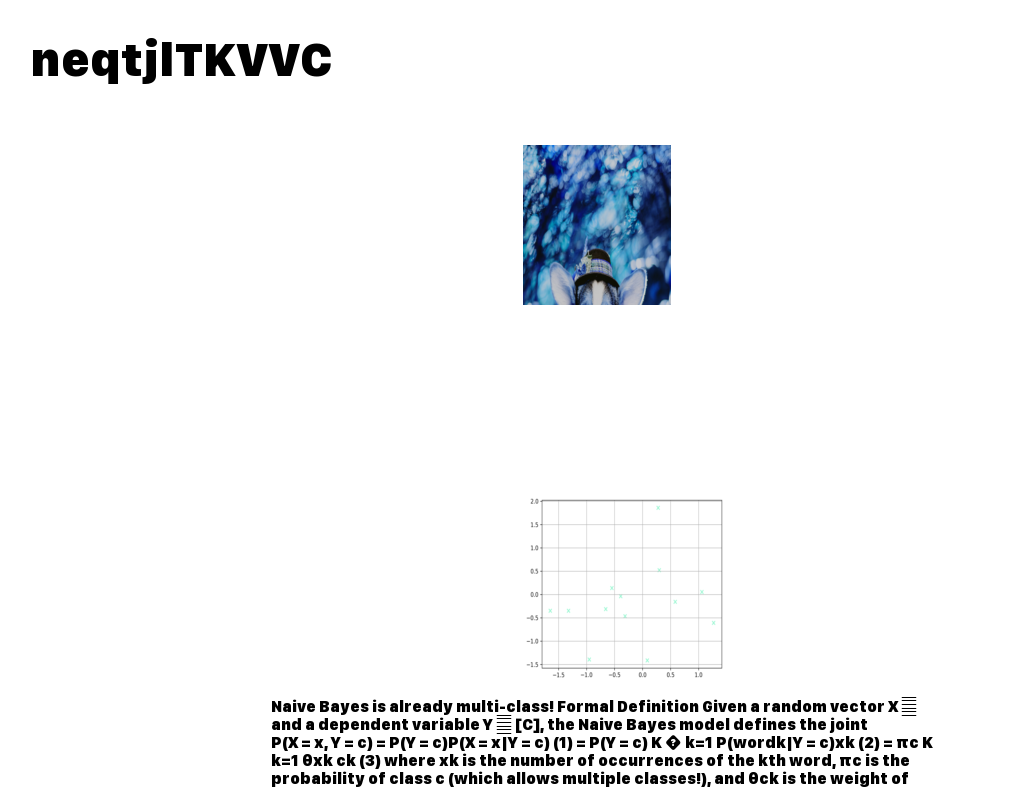 neqtjlTKVVC
2.0
1.5
1.0
0.5
0.0
−0.5
−1.0
−1.5
−1.5 −1.0 −0.5 0.0 0.5 1.0
Naive Bayes is already multi-class! Formal Definition Given a random vector X
and a dependent variable Y [C], the Naive Bayes model defines the joint
P(X = x, Y = c) = P(Y = c)P(X = x|Y = c) (1) = P(Y = c) K � k=1 P(wordk|Y = c)xk (2) = πc K
k=1 θxk ck (3) where xk is the number of occurrences of the kth word, πc is the
probability of class c (which allows multiple classes!), and θck is the weight of